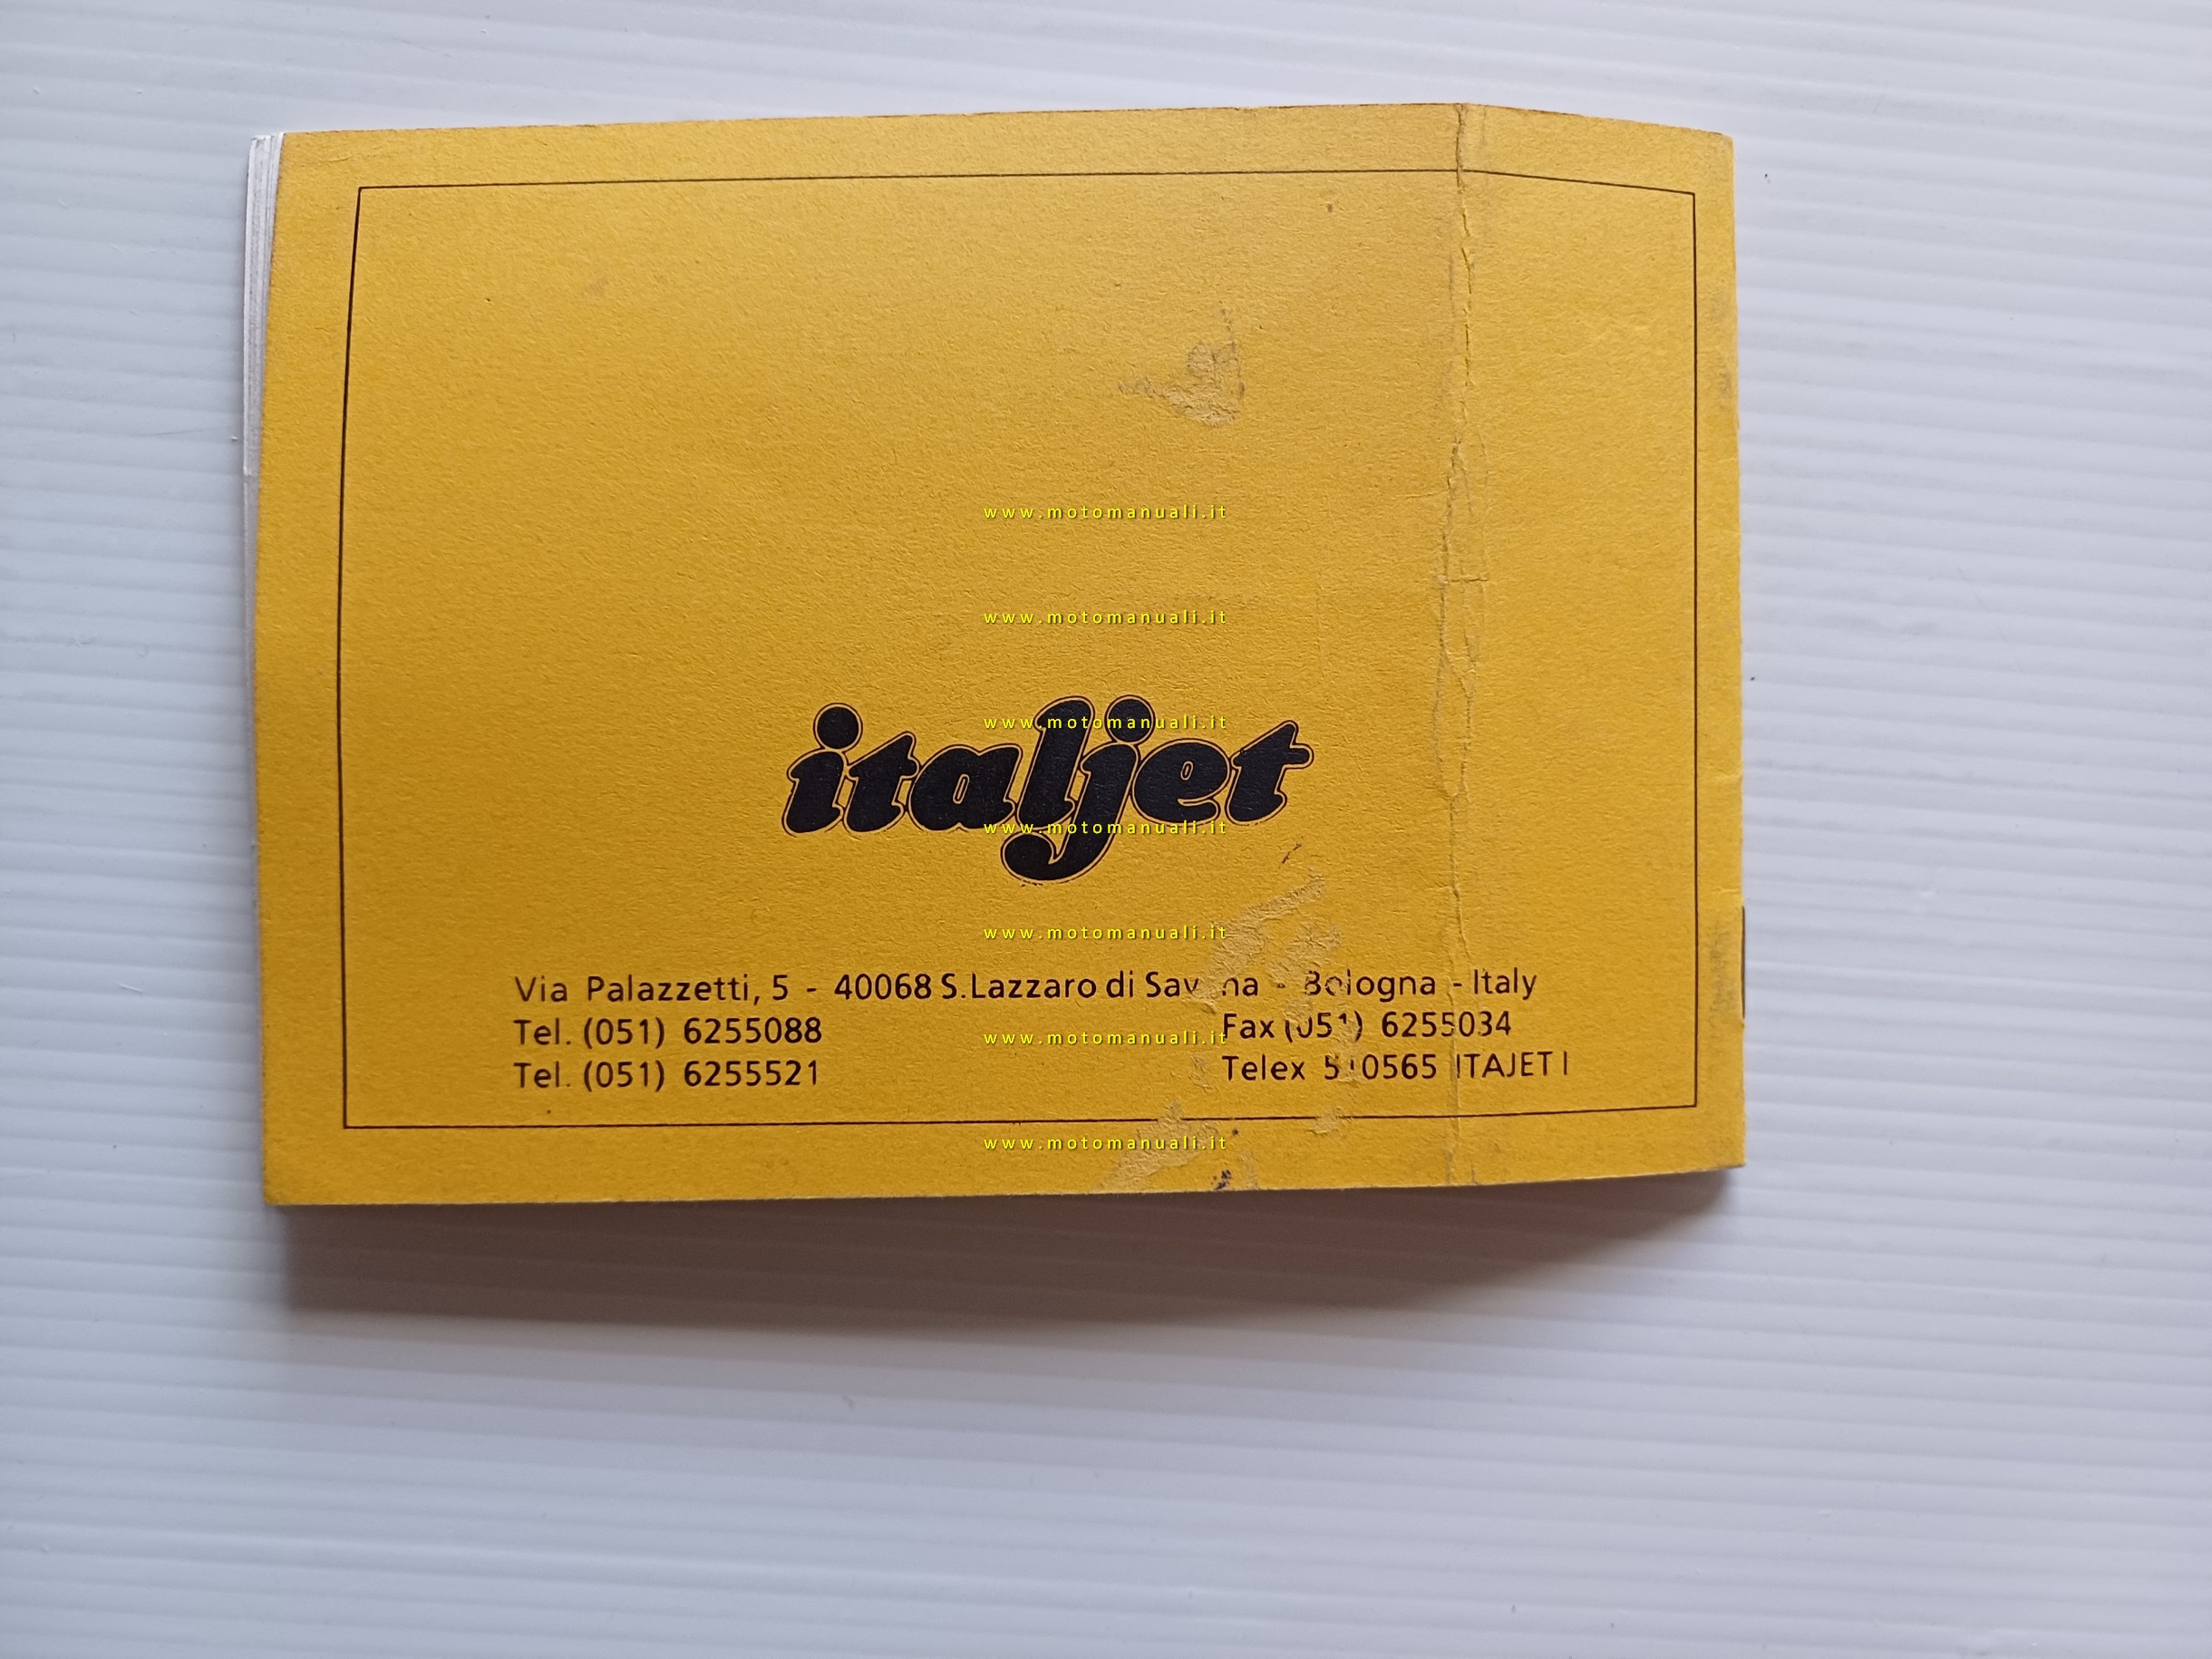 www.motomanuali.it
www.motomanuali.it
www.motomanuali.it
italjet
www.motomanuali.it
www.motomanuali.it
Via Palazzetti, 5 - 40068 S.Lazzaro di - Bologna - Italy
Tel. (051) 6255088 Fax (051) 6255034
www.motomanuali.it
Tel. (051) 6255521 Telex ITAJET I
www.motomanuali.it